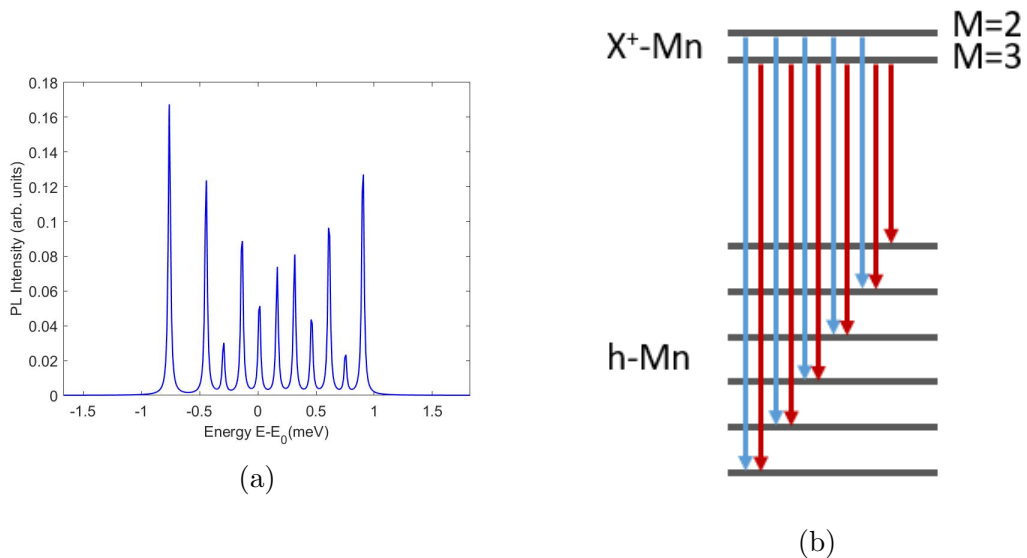 PL Intensity (arb. units)
0.18
0.16
0.14
0.12
0.1
0.08
0.06
0.04
0.02
0
-1.5
-1
-0.5
0
0.5
1
1.5
Energy E-E₀(meV)
(a)
X⁺-Mn
M=2
M=3
h-Mn
(b)